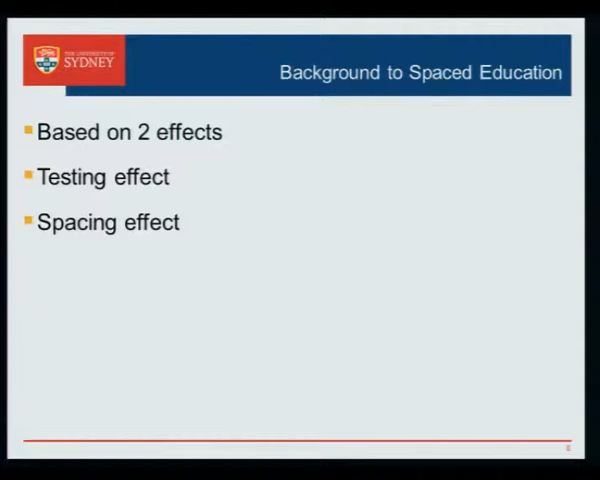 THE UNIVERSITY OF
SYDNEY
Background to Spaced Education
Based on 2 effects
Testing effect
Spacing effect